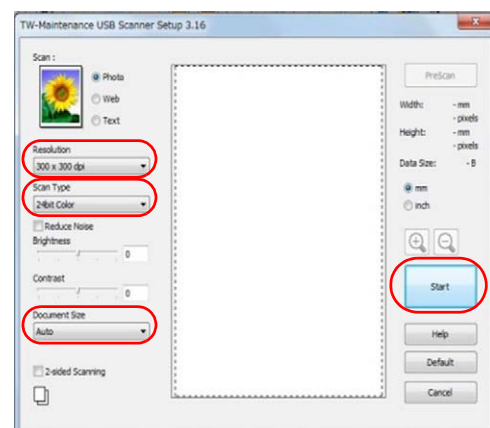 TW-Maintenance USB Scanner Setup 3.16
Scan :
Photo
Web
Text
Resolution
300 x 300 dpi
Scan Type
24bit Color
Reduce Noise
Brightness
0
Contrast
0
Document Size
Auto
2-sided Scanning
PreScan
Width: - mm
- pixels
Height: - mm
- pixels
Data Size: - B
mm
inch
Start
Help
Default
Cancel